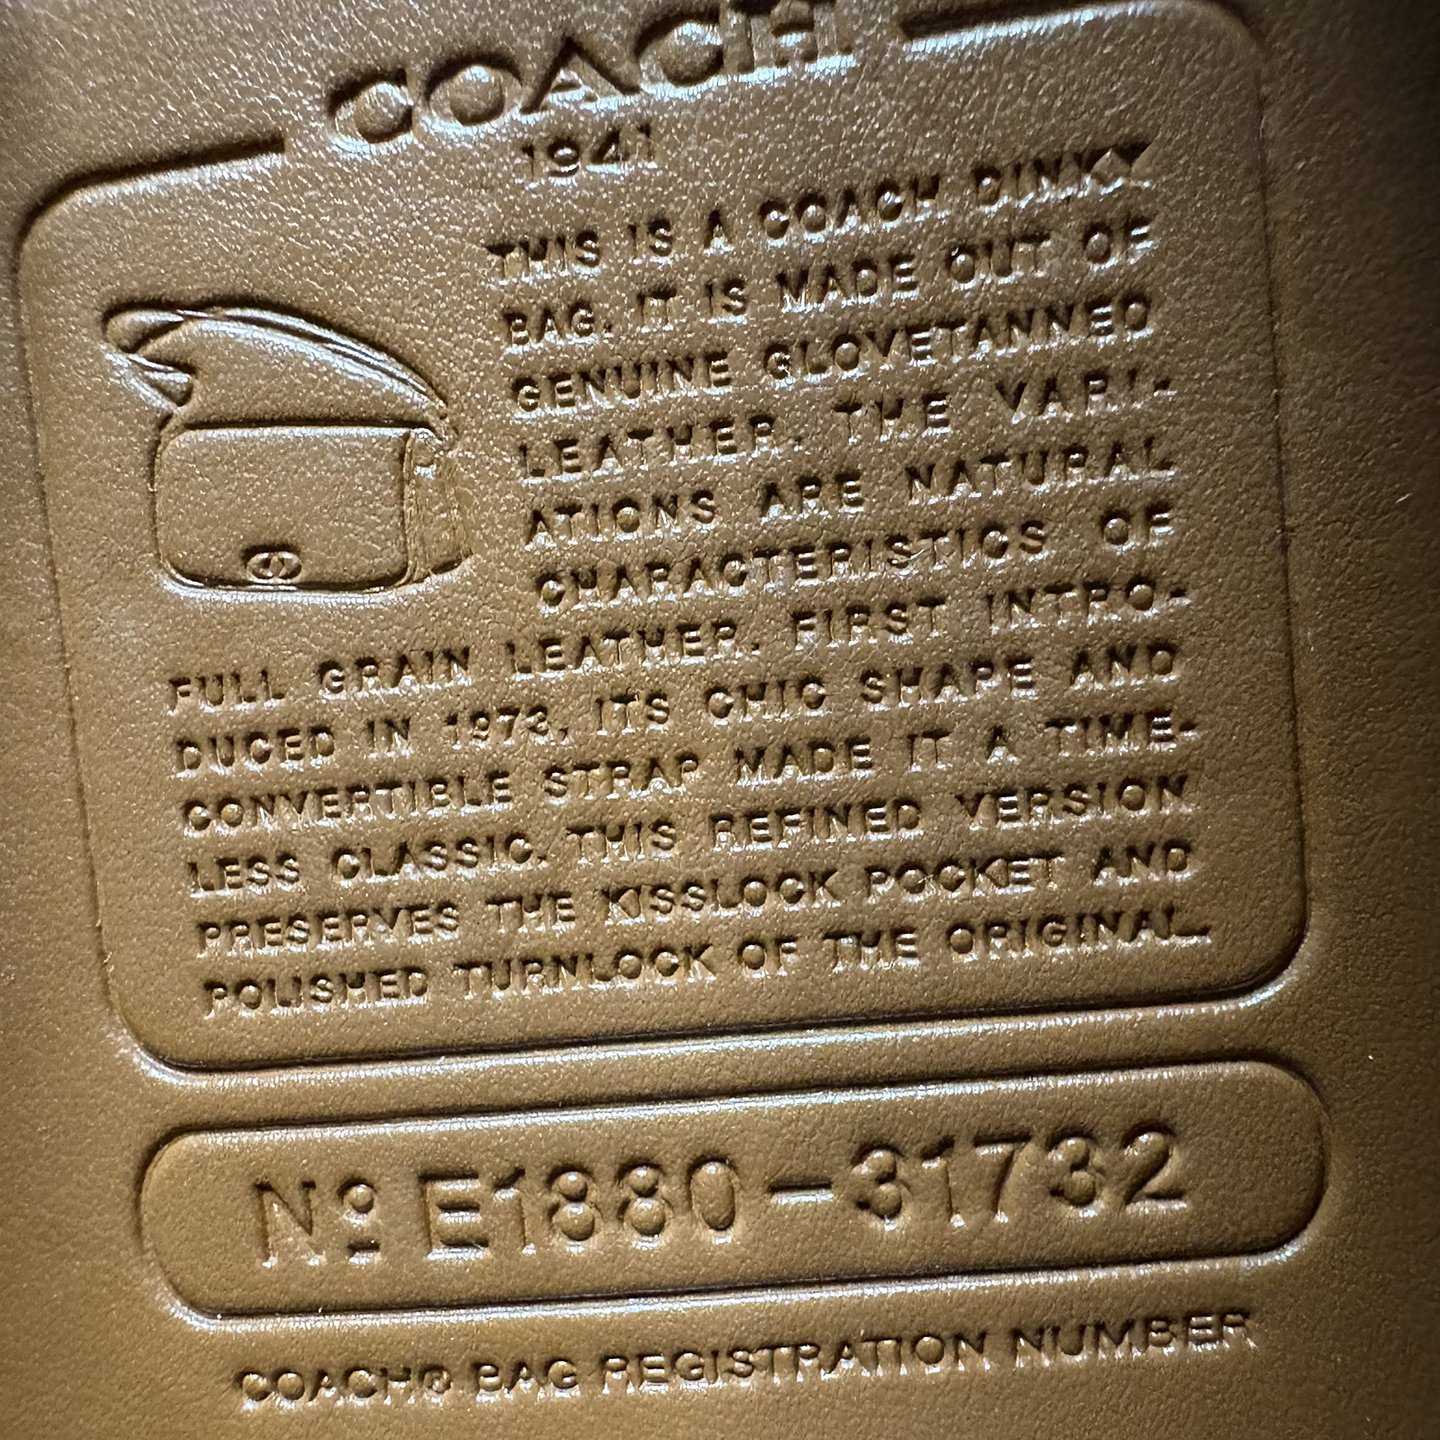 COACH
1941
THIS IS A COACH DINKY
BAG. IT IS MADE OUT OF
GENUINE GLOVETANNED
LEATHER. THE VARI-
ATIONS ARE NATURAL
CHARACTERISTICS OF
FULL GRAIN LEATHER. FIRST INTRO-
DUCED IN 1973, ITS CHIC SHAPE AND
CONVERTIBLE STRAP MADE IT A TIME-
LESS CLASSIC. THIS REFINED VERSION
PRESERVES THE KISSLOCK POCKET AND
POLISHED TURNLOCK OF THE ORIGINAL.
Nº E1880-31732
COACH® BAG REGISTRATION NUMBER